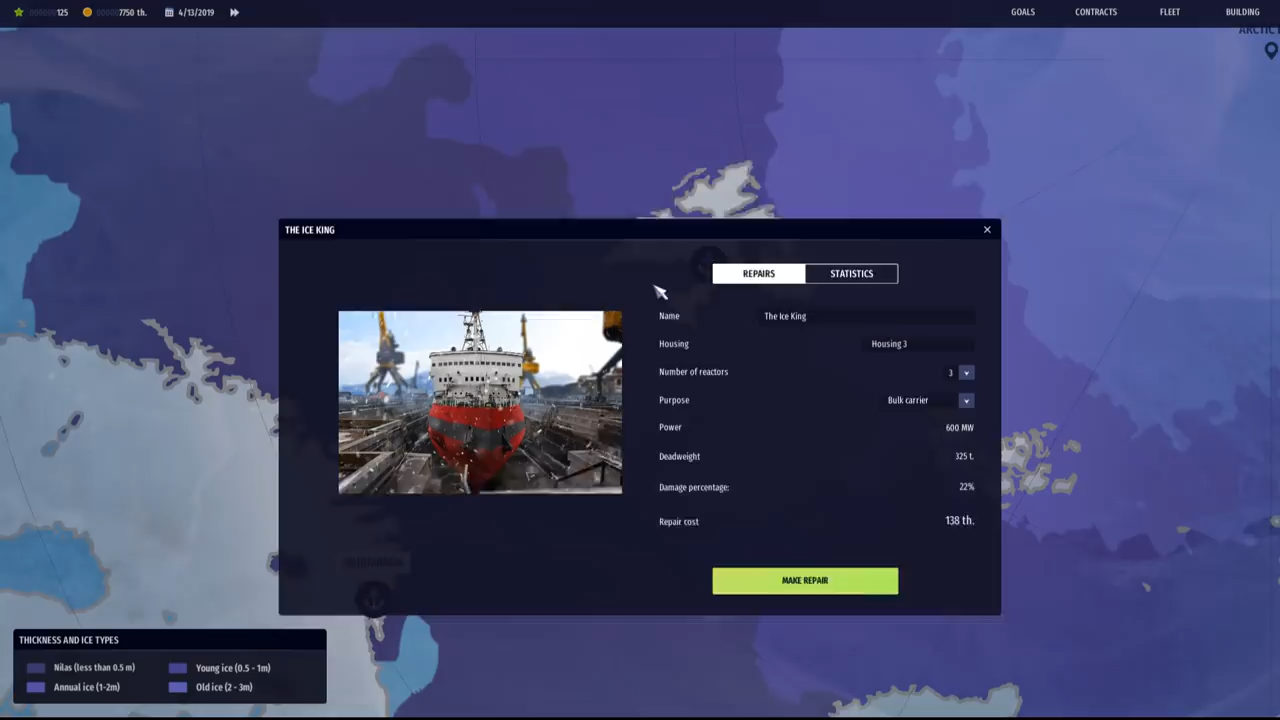 125 7750 th. 4/13/2019 GOALS CONTRACTS FLEET BUILDING
ARCTIC
THE ICE KING
REPAIRS STATISTICS
Name The Ice King
Housing Housing 3
Number of reactors 3
Purpose Bulk carrier
Power 600 MW
Deadweight 325 t.
Damage percentage: 22%
Repair cost 138 th.
MAKE REPAIR
THICKNESS AND ICE TYPES
Nilas (less than 0.5 m) Young ice (0.5 - 1m)
Annual ice (1-2m) Old ice (2 - 3m)